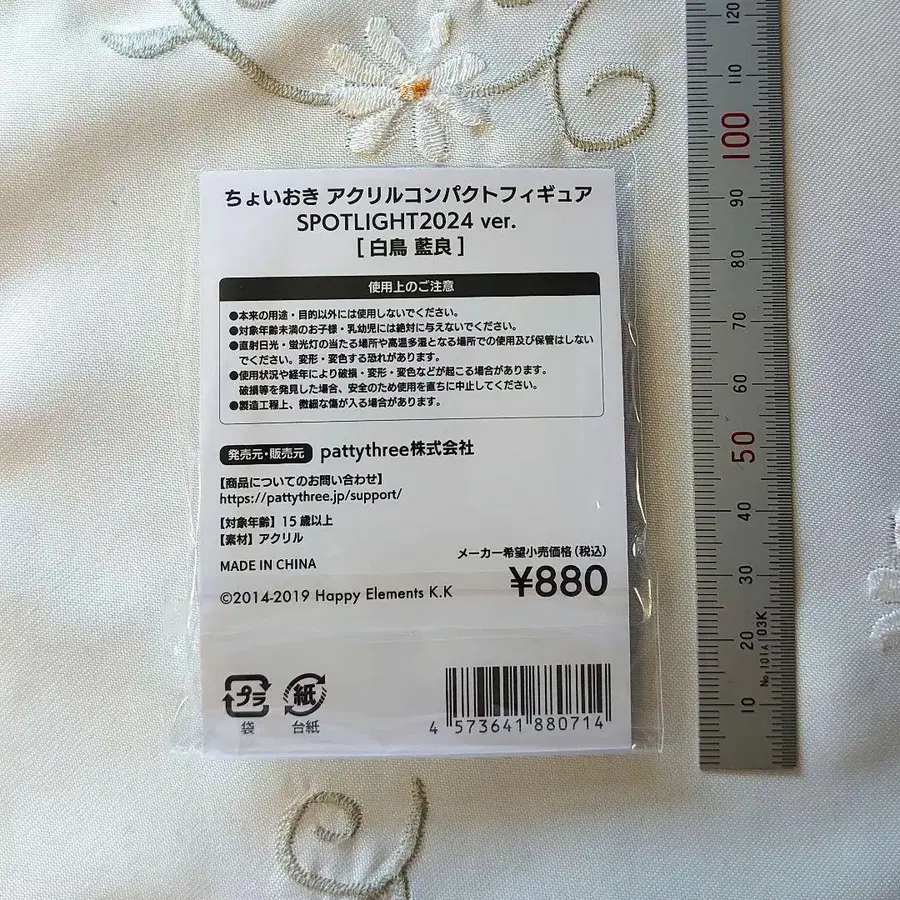 ちょいおき アクリルコンパクトフィギュア
SPOTLIGHT2024 ver.
[ 白鳥 藍良 ]
使用上のご注意
●本来の用途・目的以外には使用しないでください。
●対象年齢未満のお子様・乳幼児には絶対に与えないでください。
●直射日光・蛍光灯の当たる場所や高温多湿となる場所での使用及び保管はしない
でください。変形・変色する恐れがあります。
●使用状況や経年により破損・変形・変色などが起こる場合があります。
破損等を発見した場合、安全のため使用を直ちに中止してください。
●製造工程上、微細な傷が入る場合があります。
発売元・販売元 pattythree株式会社
【商品についてのお問い合わせ】
https://pattythree.jp/support/
【対象年齢】15歳以上
【素材】アクリル
MADE IN CHINA
メーカー希望小売価格(税込)
¥880
©2014-2019 Happy Elements K.K
プラ
袋
紙
台紙
4 573641 880714
120
110
100
90
80
70
60
50
40
30
20
10
No.101A 03K